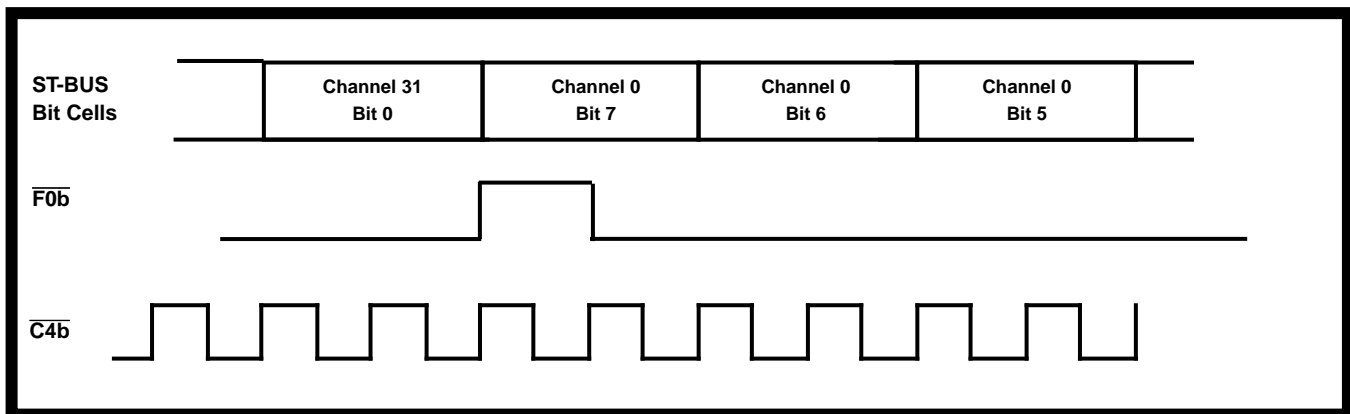 ST-BUS
Bit Cells
Channel 31
Bit 0
Channel 0
Bit 7
Channel 0
Bit 6
Channel 0
Bit 5
F0b
C4b